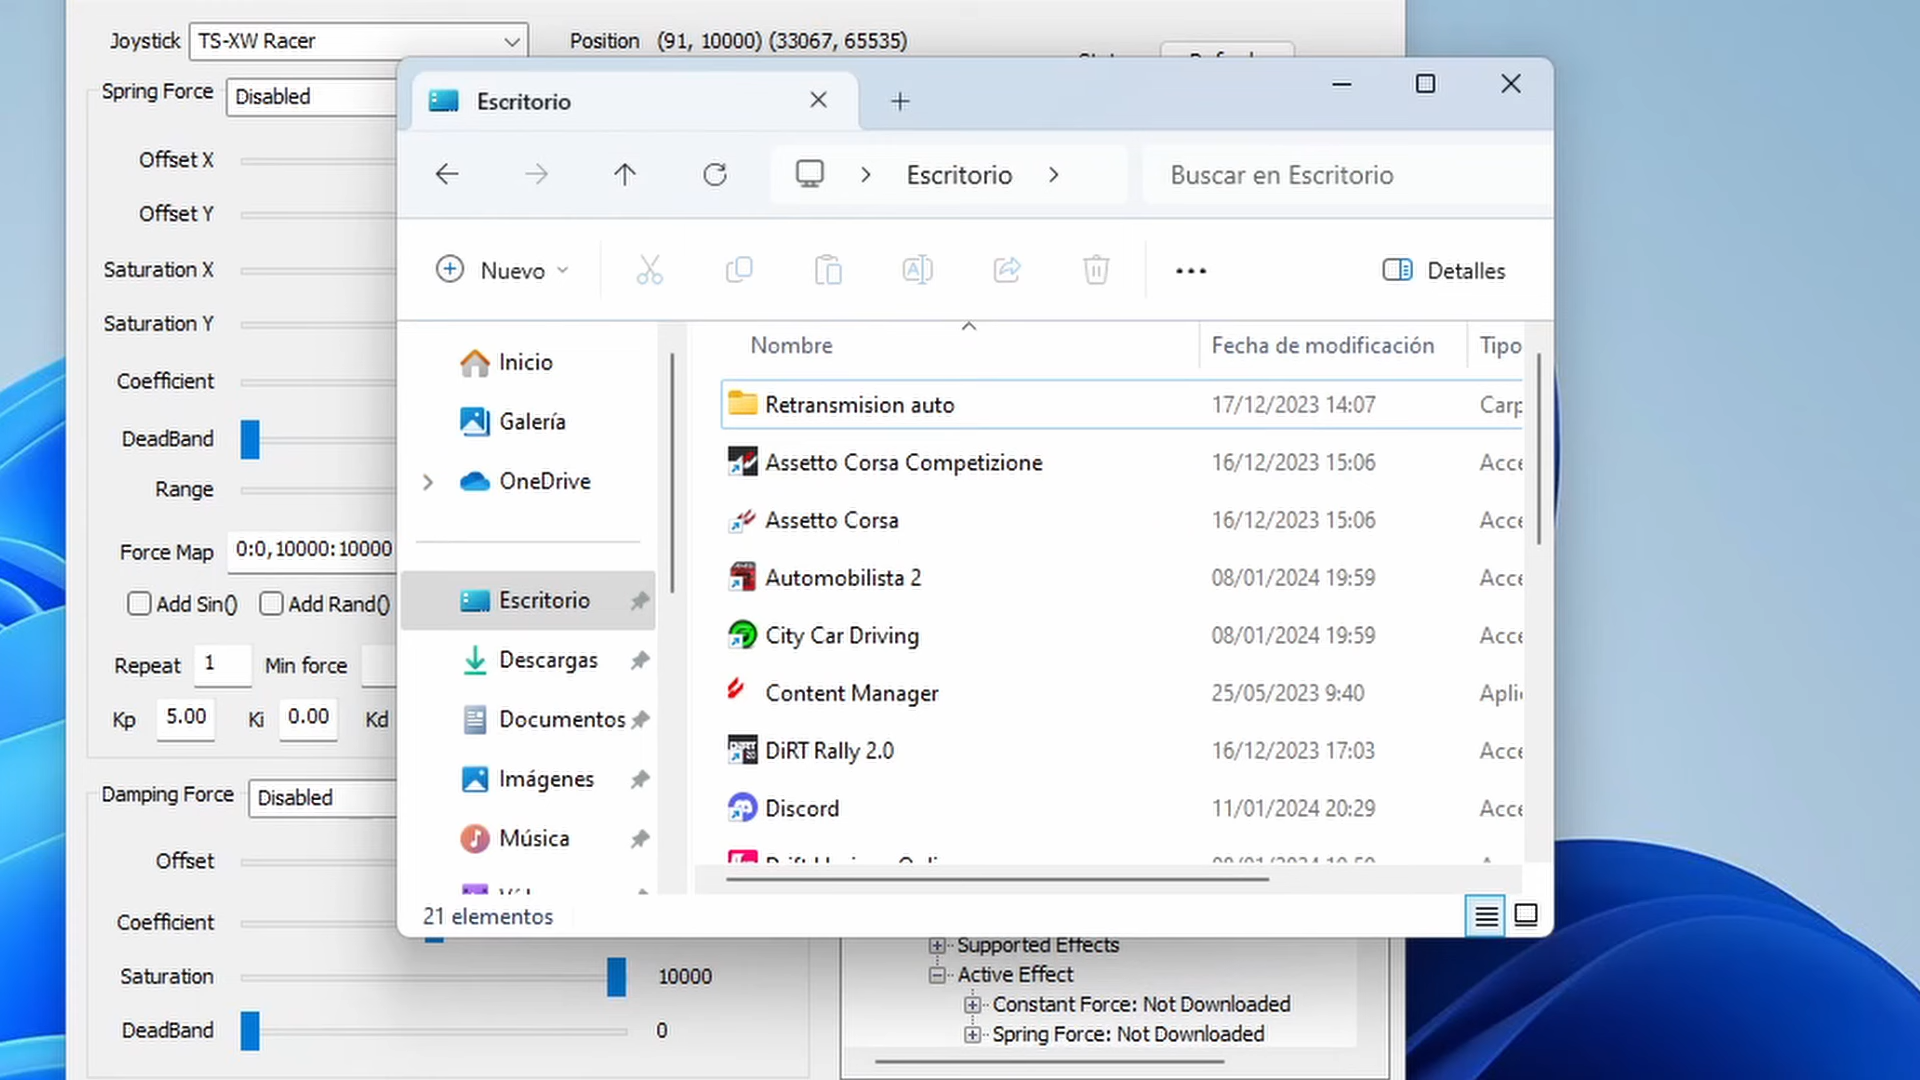 Joystick TS-XW Racer Position (91, 10000) (33067, 65535)
Spring Force Disabled
Offset X
Offset Y
Saturation X
Saturation Y
Coefficient
DeadBand
Range
Force Map 0:0,10000:10000
Add Sin() Add Rand()
Repeat 1 Min force
Kp 5.00 Ki 0.00 Kd
Damping Force Disabled
Offset
Coefficient
Saturation 10000
DeadBand 0
Escritorio
Escritorio
Buscar en Escritorio
Nuevo
Detalles
Inicio
Galería
OneDrive
Escritorio
Descargas
Documentos
Imágenes
Música
Nombre Fecha de modificación Tipo
Retransmision auto 17/12/2023 14:07 Carp
Assetto Corsa Competizione 16/12/2023 15:06 Acce
Assetto Corsa 16/12/2023 15:06 Acce
Automobilista 2 08/01/2024 19:59 Acce
City Car Driving 08/01/2024 19:59 Acce
Content Manager 25/05/2023 9:40 Apli
DiRT Rally 2.0 16/12/2023 17:03 Acce
Discord 11/01/2024 20:29 Acce
21 elementos
Supported Effects
Active Effect
Constant Force: Not Downloaded
Spring Force: Not Downloaded